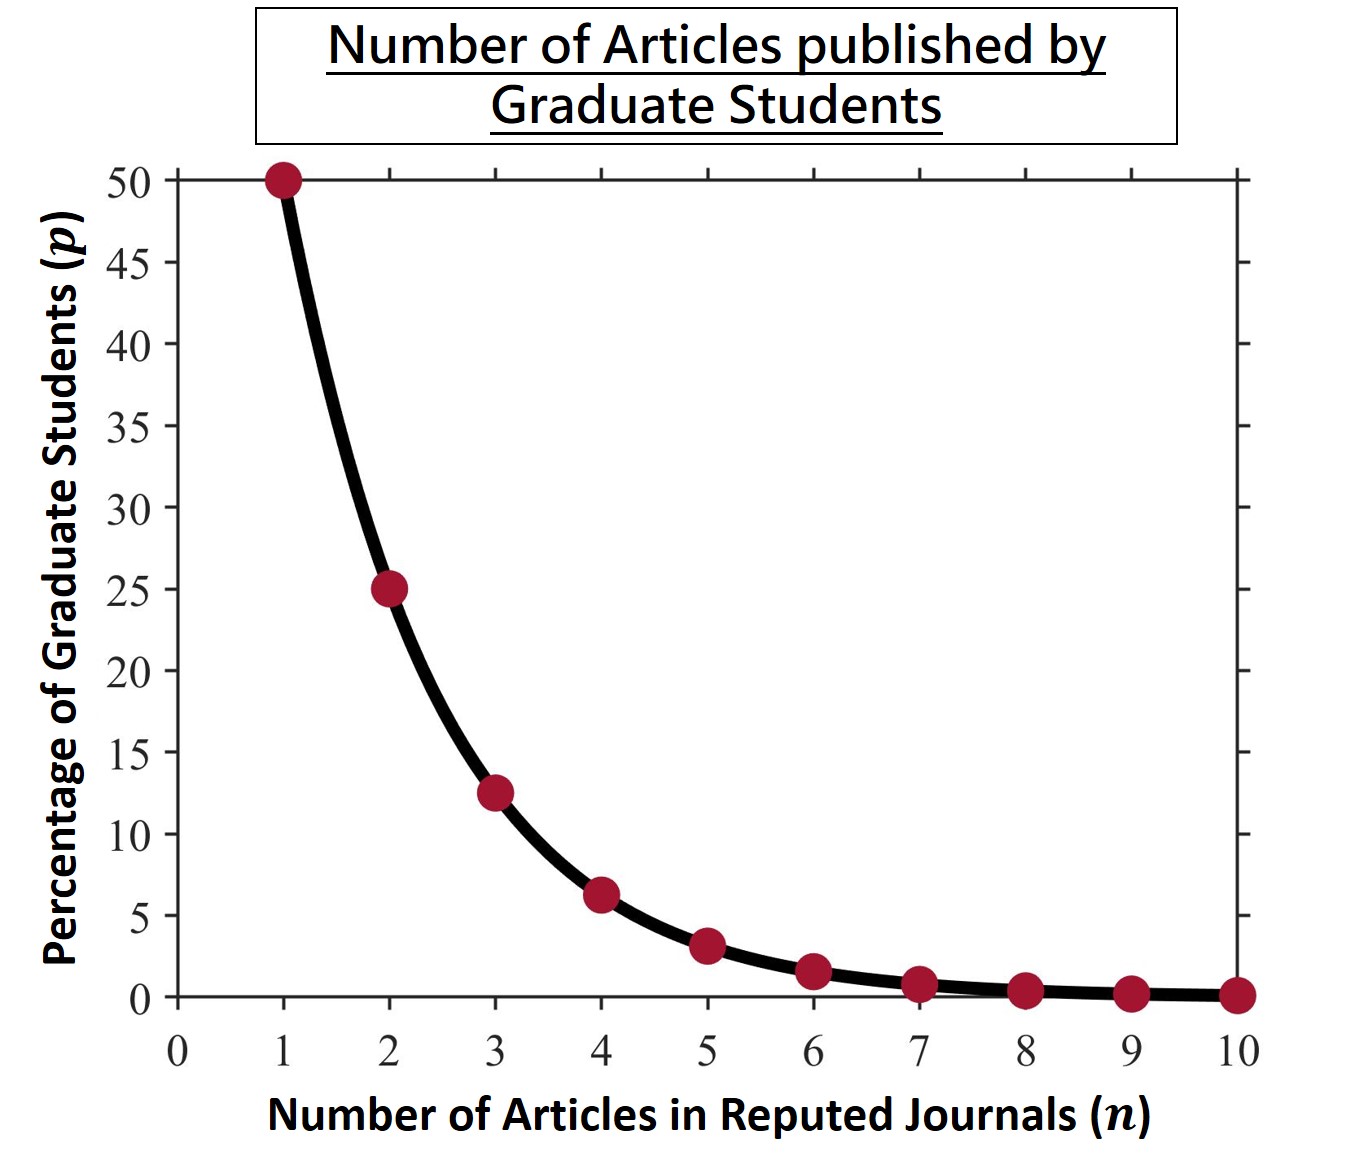 Number of Articles published by
Graduate Students
Percentage of Graduate Students (p)
50
45
40
35
30
25
20
15
10
5
0
0 1 2 3 4 5 6 7 8 9 10
Number of Articles in Reputed Journals (n)